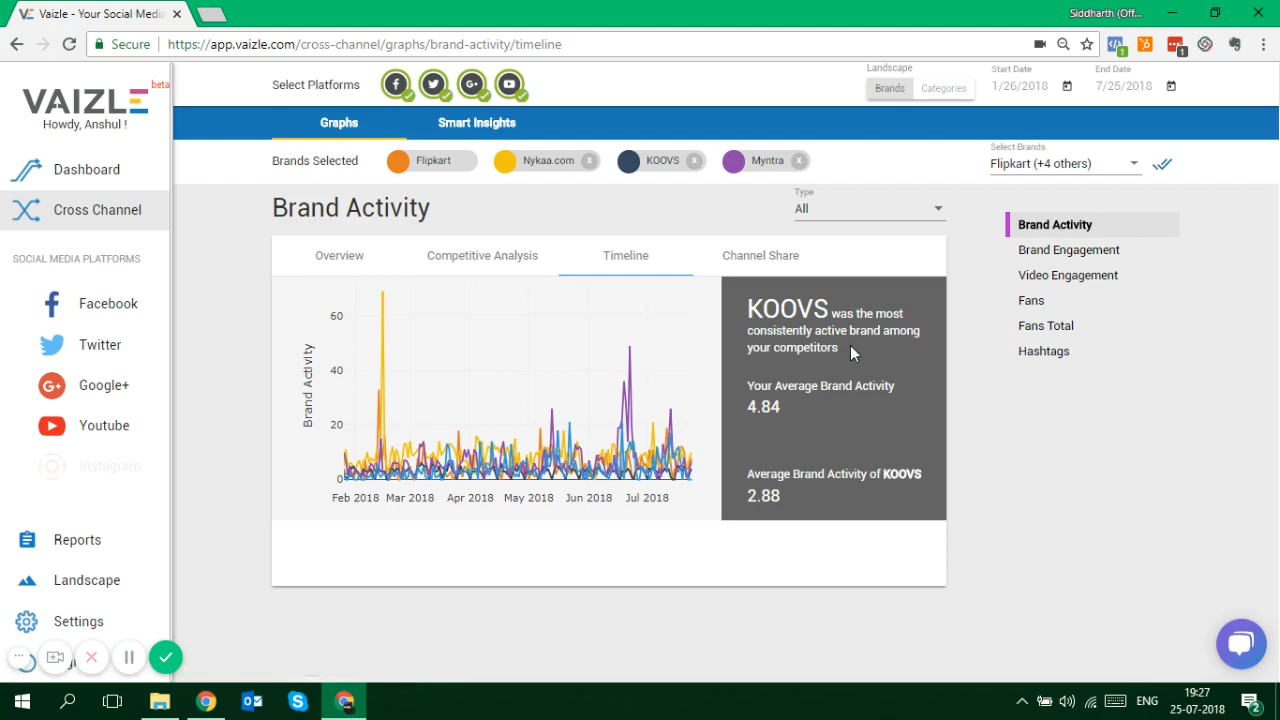 Vaizle - Your Social Media
Siddharth (Off...
Secure
https://app.vaizle.com/cross-channel/graphs/brand-activity/timeline
1
1
VAIZLE
beta
Howdy, Anshul !
Dashboard
Cross Channel
SOCIAL MEDIA PLATFORMS
Facebook
Twitter
Google+
Youtube
Instagram
Reports
Landscape
Settings
Select Platforms
Landscape
Brands
Categories
Start Date
1/26/2018
End Date
7/25/2018
Graphs
Smart Insights
Brands Selected
Flipkart
Nykaa.com x
KOOVS x
Myntra x
Select Brands
Flipkart (+4 others)
Brand Activity
Type
All
Overview
Competitive Analysis
Timeline
Channel Share
Brand Activity
60
40
20
0
Feb 2018
Mar 2018
Apr 2018
May 2018
Jun 2018
Jul 2018
KOOVS was the most
consistently active brand among
your competitors
Your Average Brand Activity
4.84
Average Brand Activity of KOOVS
2.88
Brand Activity
Brand Engagement
Video Engagement
Fans
Fans Total
Hashtags
ENG
19:27
25-07-2018
2